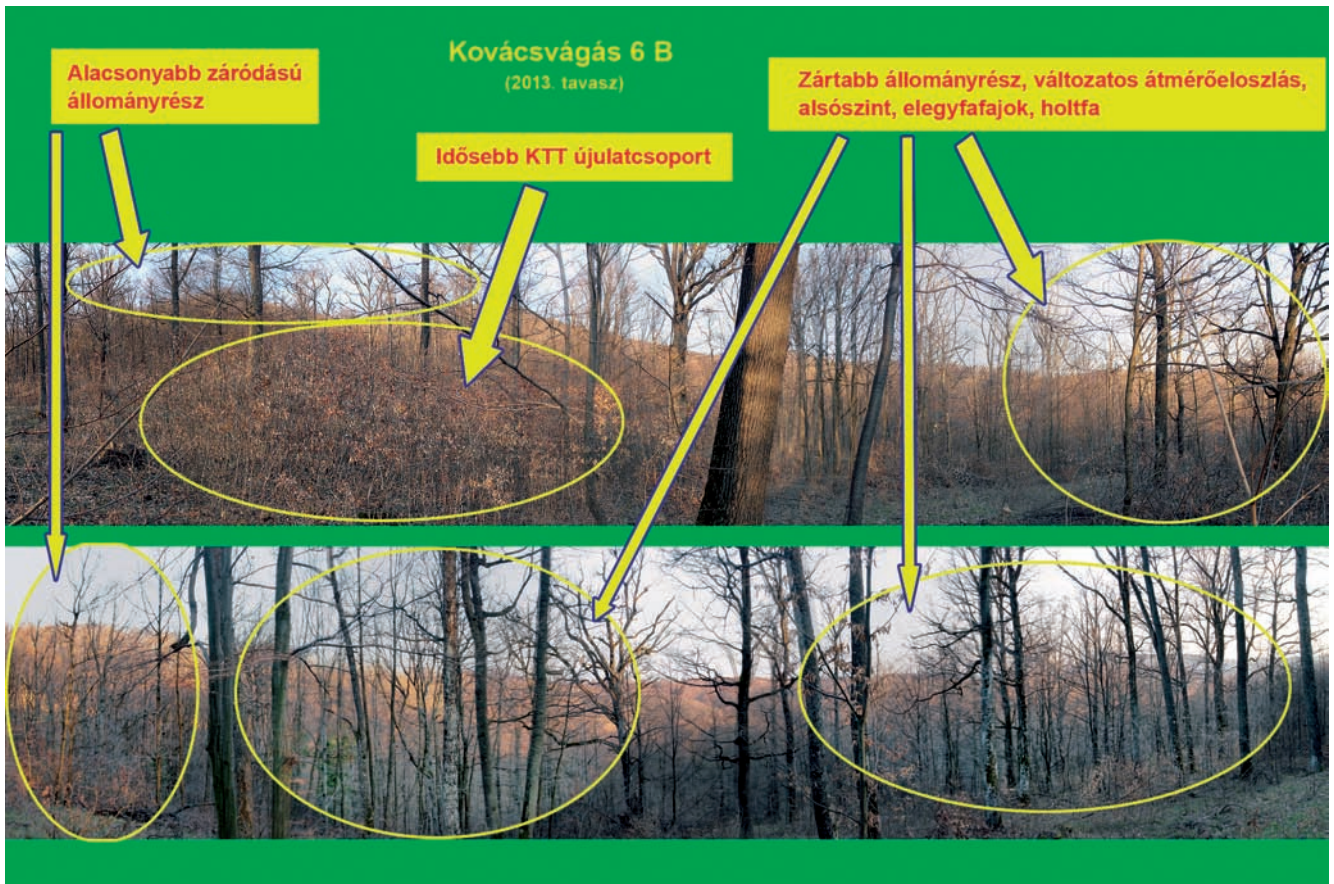 Kovácsvágás 6 B
(2013. tavasz)
Alacsonyabb záródású
állományrész
Idősebb KTT újulatcsoport
Zártabb állományrész, változatos átmérőeloszlás,
alsószint, elegyfafajok, holtfa